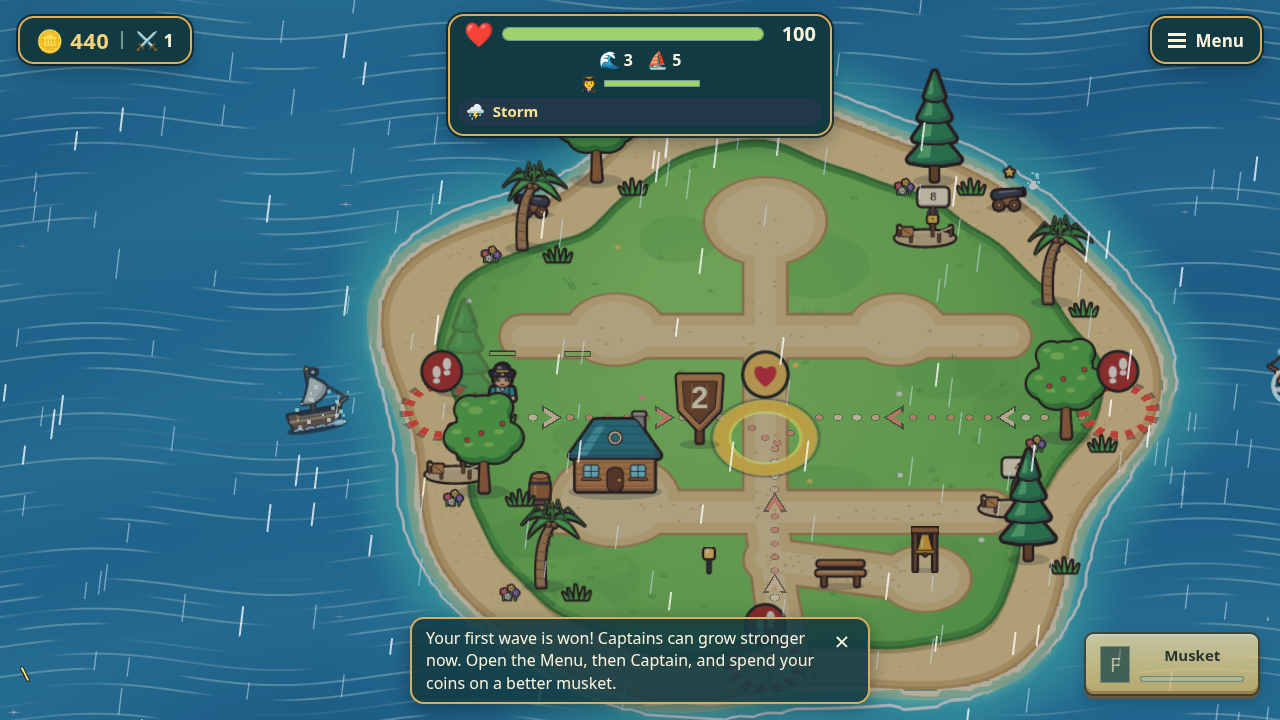 440
1
100
3
5
Storm
Menu
8
2
Your first wave is won! Captains can grow stronger
now. Open the Menu, then Captain, and spend your
coins on a better musket.
✕
F
Musket